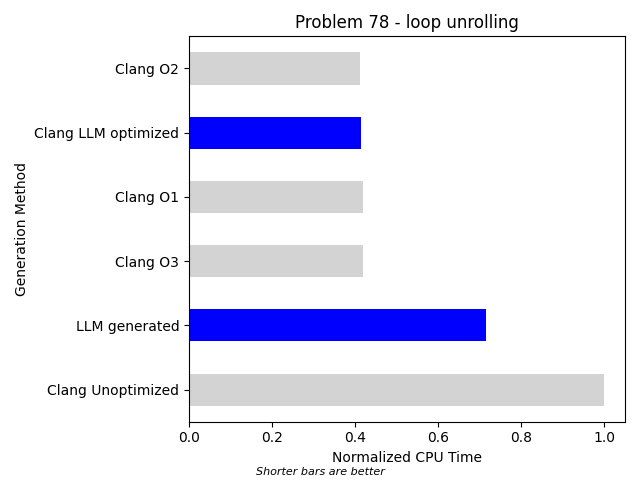 Problem 78 - loop unrolling
Clang O2
Clang LLM optimized
Clang O1
Clang O3
LLM generated
Clang Unoptimized
Generation Method
0.0 0.2 0.4 0.6 0.8 1.0
Normalized CPU Time
Shorter bars are better